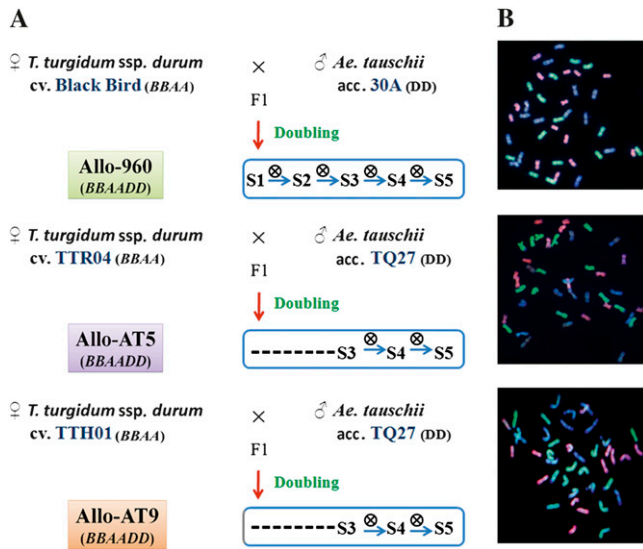 A
B
♀ T. turgidum ssp. durum × ♂ Ae. tauschii
cv. Black Bird (BBAA) acc. 30A (DD)
F1
Doubling
Allo-960
(BBAADD)
S1 ⊗ S2 ⊗ S3 ⊗ S4 ⊗ S5
♀ T. turgidum ssp. durum × ♂ Ae. tauschii
cv. TTR04 (BBAA) acc. TQ27 (DD)
F1
Doubling
Allo-AT5
(BBAADD)
--------S3 ⊗ S4 ⊗ S5
♀ T. turgidum ssp. durum × ♂ Ae. tauschii
cv. TTH01 (BBAA) acc. TQ27 (DD)
F1
Doubling
Allo-AT9
(BBAADD)
--------S3 ⊗ S4 ⊗ S5